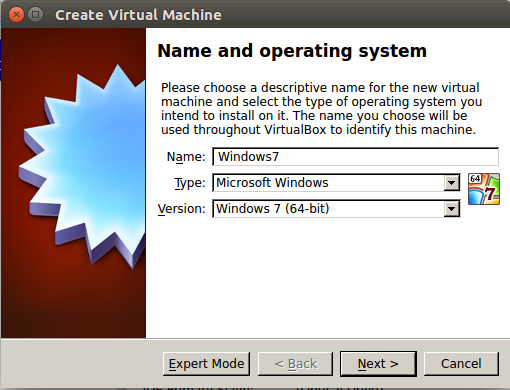 Create Virtual Machine
Name and operating system
Please choose a descriptive name for the new virtual
machine and select the type of operating system you
intend to install on it. The name you choose will be
used throughout VirtualBox to identify this machine.
Name: Windows7
Type: Microsoft Windows
64
7
Version: Windows 7 (64-bit)
Expert Mode < Back Next > Cancel